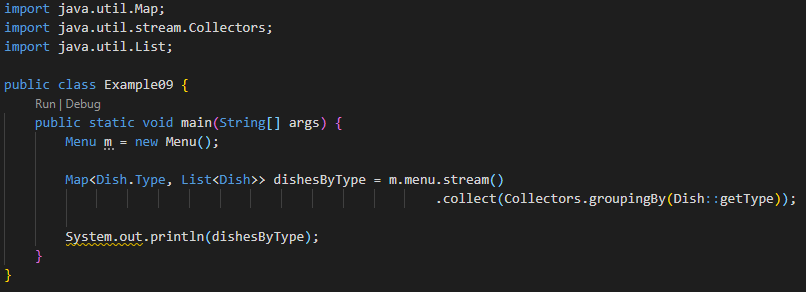 import java.util.Map;
import java.util.stream.Collectors;
import java.util.List;
public class Example09 {
Run | Debug
public static void main(String[] args) {
Menu m = new Menu();
Map<Dish.Type, List<Dish>> dishesByType = m.menu.stream()
.collect(Collectors.groupingBy(Dish::getType));
System.out.println(dishesByType);
}
}